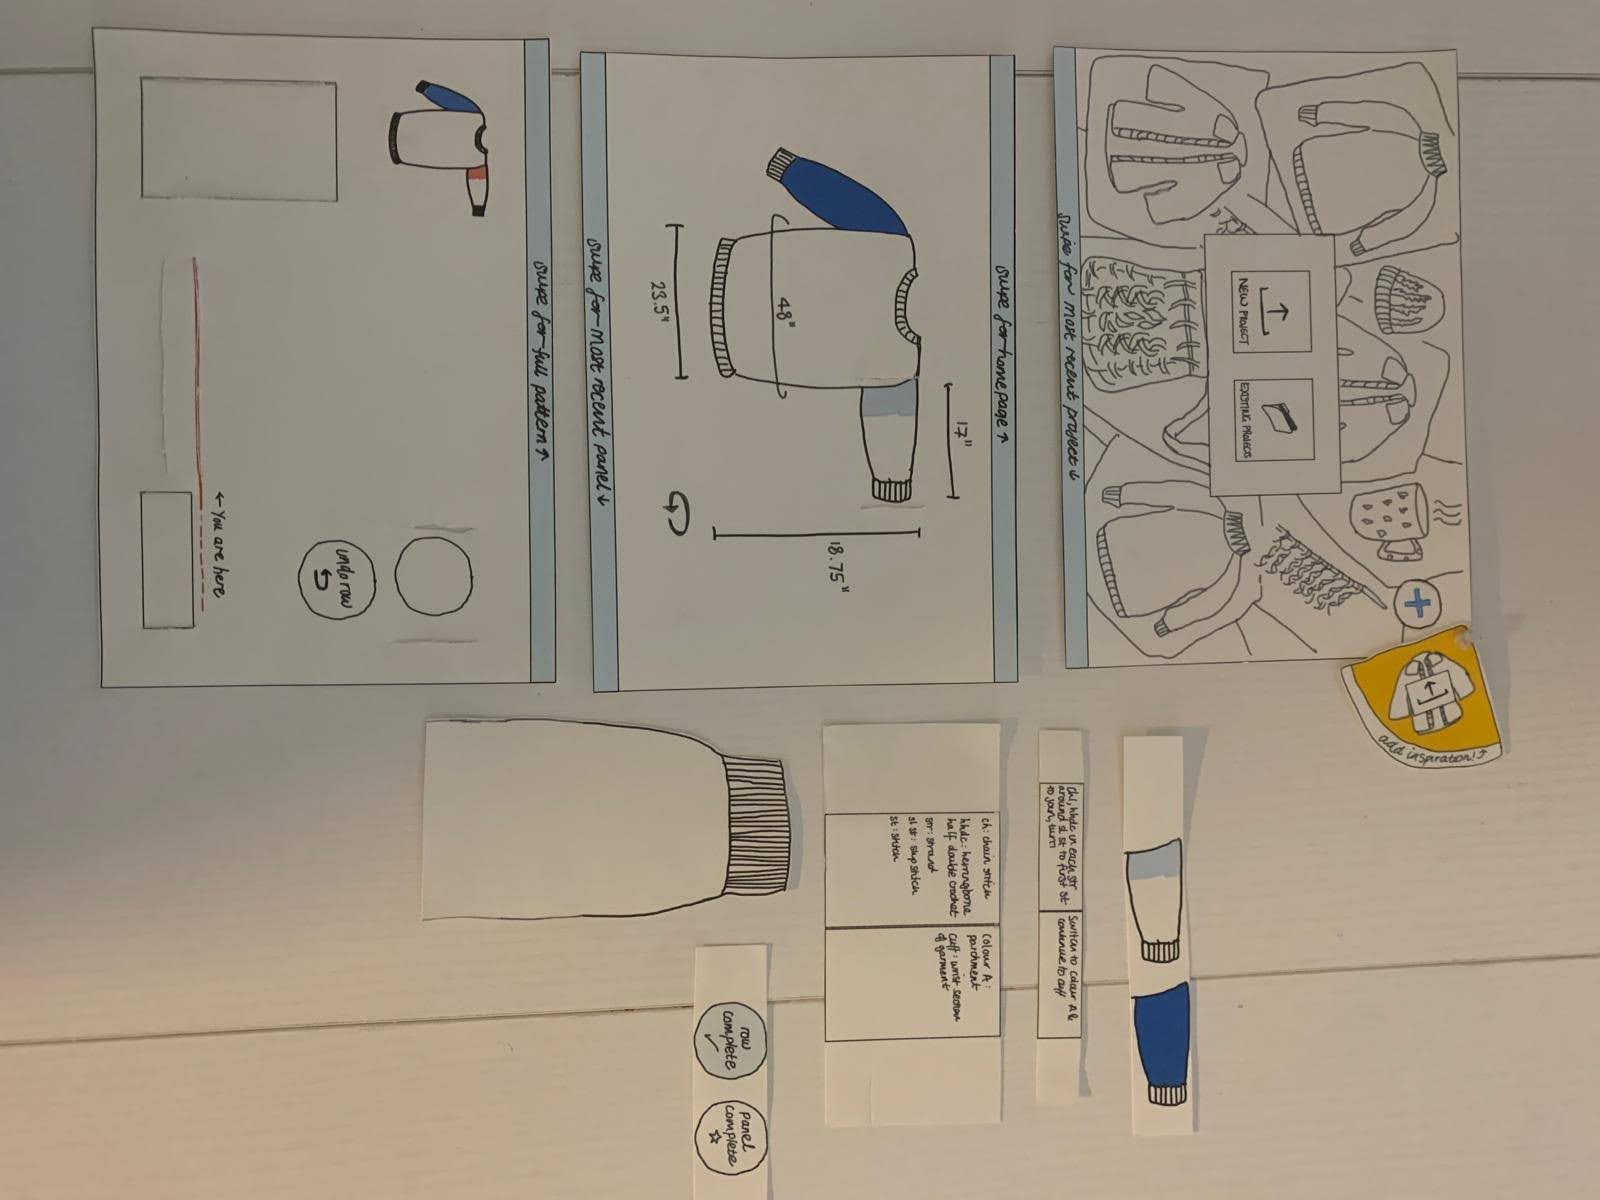 add inspiration!
NEW PROJECT
EXISTING PROJECTS
swipe for most recent project ↓
swipe for homepage ↑
17"
18.75"
48"
23.5"
swipe for most recent panel ↓
swipe for full pattern ↑
undo row
← You are here
ch1, hhdc in each str
around sl st to first st
to join, turn
Switch to colour A &
continue to cuff
ch: chain stitch
hhdc: herringbone
half double crochet
str: strand
sl st: slip stitch
st: stitch
Colour A:
parchment
cuff: wrist section
of garment
row
complete
✓
panel
complete
☆